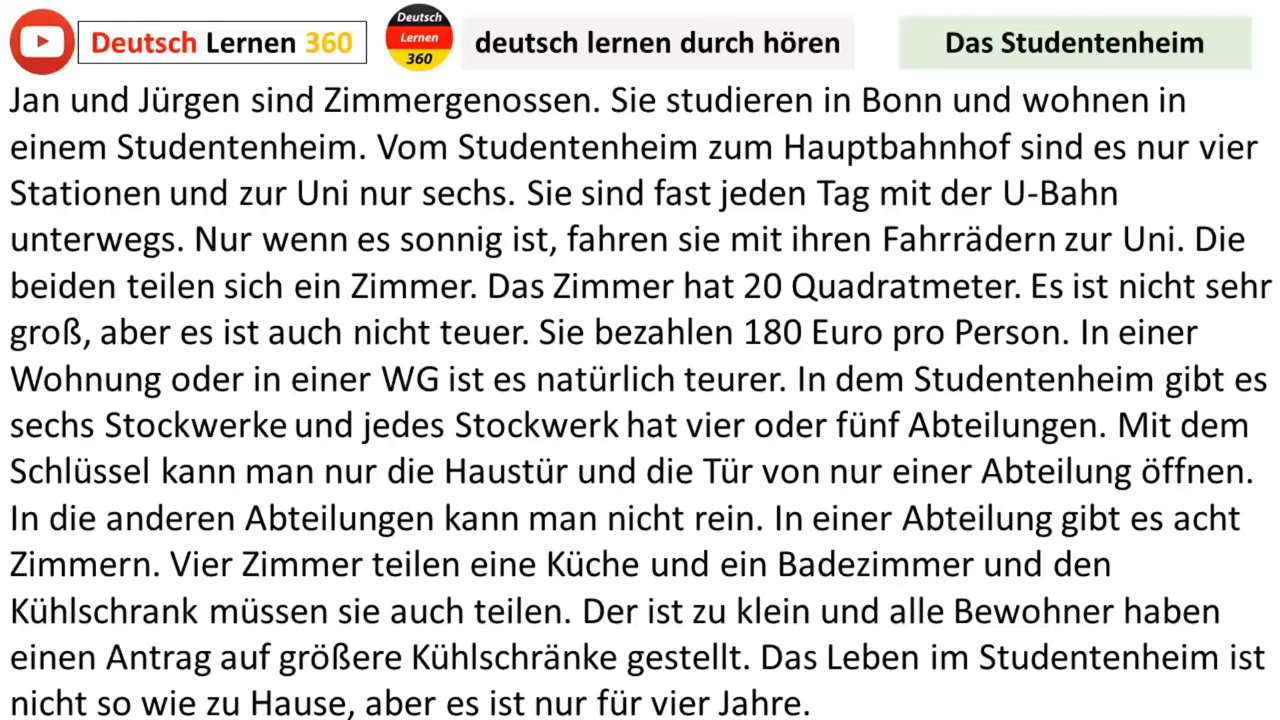 Deutsch Lernen 360
Deutsch
Lernen
360
deutsch lernen durch hören
Das Studentenheim
Jan und Jürgen sind Zimmergenossen. Sie studieren in Bonn und wohnen in
einem Studentenheim. Vom Studentenheim zum Hauptbahnhof sind es nur vier
Stationen und zur Uni nur sechs. Sie sind fast jeden Tag mit der U-Bahn
unterwegs. Nur wenn es sonnig ist, fahren sie mit ihren Fahrrädern zur Uni. Die
beiden teilen sich ein Zimmer. Das Zimmer hat 20 Quadratmeter. Es ist nicht sehr
groß, aber es ist auch nicht teuer. Sie bezahlen 180 Euro pro Person. In einer
Wohnung oder in einer WG ist es natürlich teurer. In dem Studentenheim gibt es
sechs Stockwerke und jedes Stockwerk hat vier oder fünf Abteilungen. Mit dem
Schlüssel kann man nur die Haustür und die Tür von nur einer Abteilung öffnen.
In die anderen Abteilungen kann man nicht rein. In einer Abteilung gibt es acht
Zimmern. Vier Zimmer teilen eine Küche und ein Badezimmer und den
Kühlschrank müssen sie auch teilen. Der ist zu klein und alle Bewohner haben
einen Antrag auf größere Kühlschränke gestellt. Das Leben im Studentenheim ist
nicht so wie zu Hause, aber es ist nur für vier Jahre.